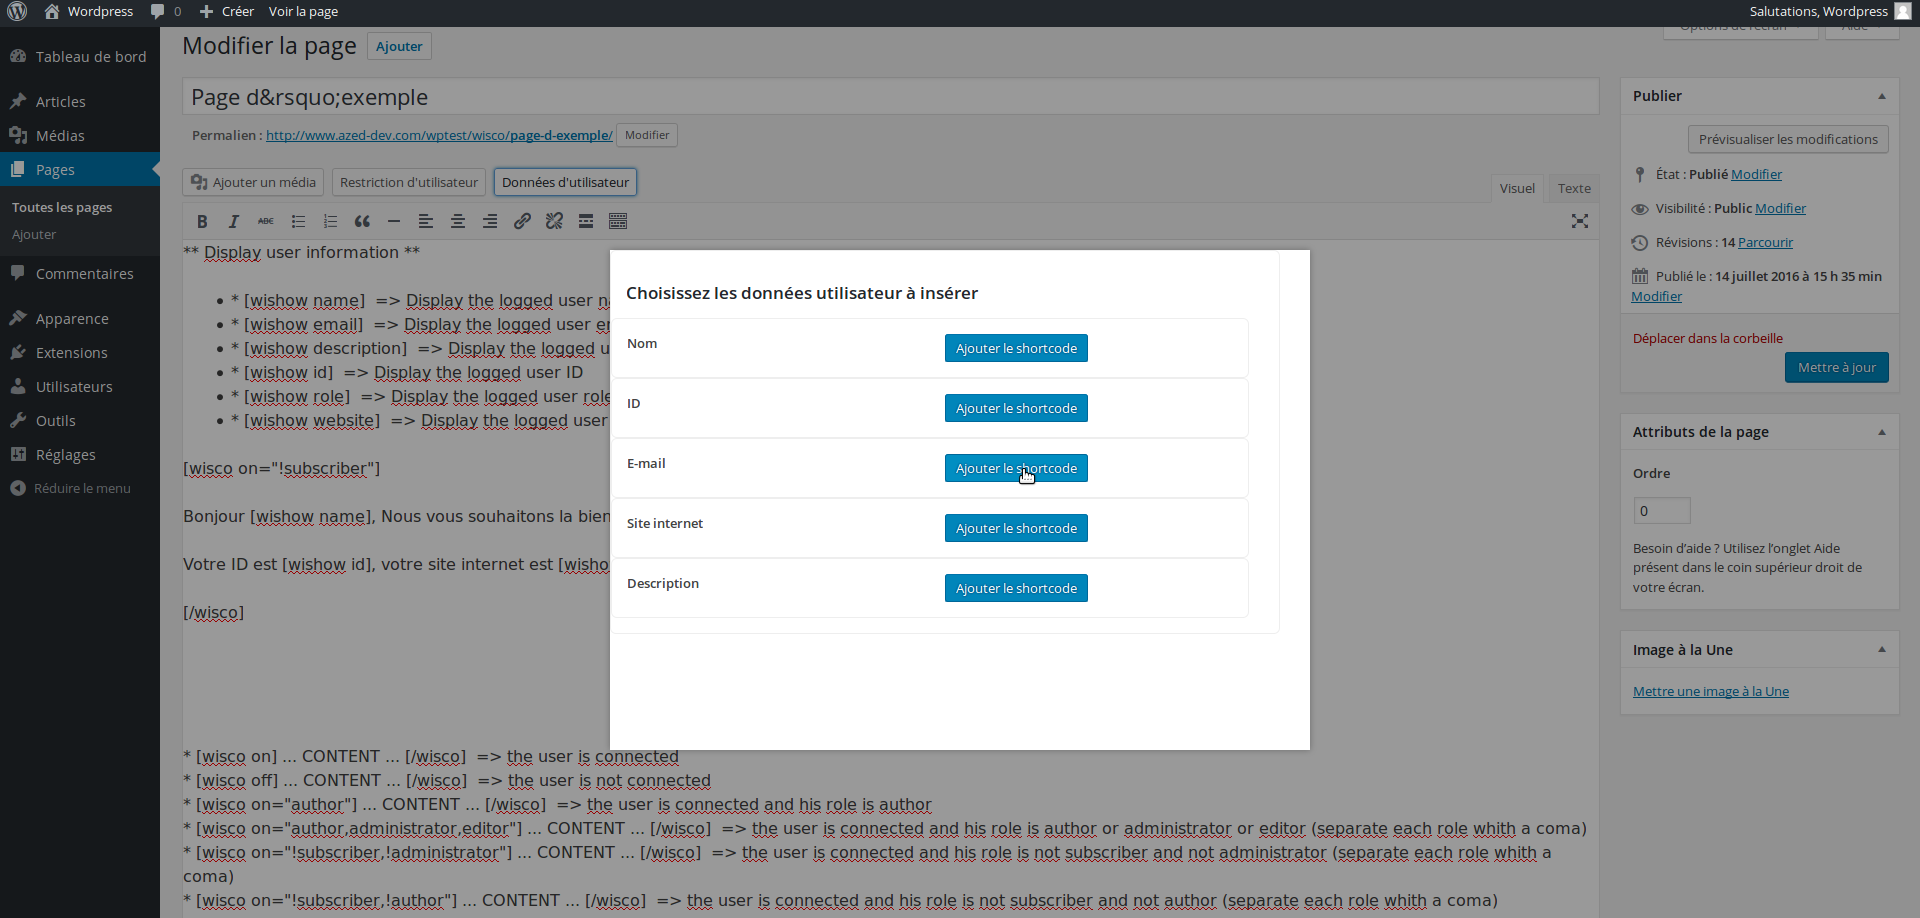 Wordpress 0 Créer Voir la page Salutations, Wordpress
Tableau de bord
Articles
Médias
Pages
Toutes les pages
Ajouter
Commentaires
Apparence
Extensions
Utilisateurs
Outils
Réglages
Réduire le menu
Modifier la page Ajouter
Options de l'écran Aide
Page d&rsquo;exemple
Permalien : http://www.azed-dev.com/wptest/wisco/page-d-exemple/ Modifier
Ajouter un média Restriction d'utilisateur Données d'utilisateur
Visuel Texte
B I ABC
** Display user information **
* [wishow name] => Display the logged user
* [wishow email] => Display the logged user
* [wishow description] => Display the logged
* [wishow id] => Display the logged user ID
* [wishow role] => Display the logged user role
* [wishow website] => Display the logged user
[wisco on="!subscriber"]
Bonjour [wishow name], Nous vous souhaitons la bien
Votre ID est [wishow id], votre site internet est [wisho
[/wisco]
* [wisco on] ... CONTENT ... [/wisco] => the user is connected
* [wisco off] ... CONTENT ... [/wisco] => the user is not connected
* [wisco on="author"] ... CONTENT ... [/wisco] => the user is connected and his role is author
* [wisco on="author,administrator,editor"] ... CONTENT ... [/wisco] => the user is connected and his role is author or administrator or editor (separate each role whith a coma)
* [wisco on="!subscriber,!administrator"] ... CONTENT ... [/wisco] => the user is connected and his role is not subscriber and not administrator (separate each role whith a
coma)
* [wisco on="!subscriber,!author"] ... CONTENT ... [/wisco] => the user is connected and his role is not subscriber and not author (separate each role whith a coma)
Choisissez les données utilisateur à insérer
Nom Ajouter le shortcode
ID Ajouter le shortcode
E-mail Ajouter le shortcode
Site internet Ajouter le shortcode
Description Ajouter le shortcode
Publier
Prévisualiser les modifications
État : Publié Modifier
Visibilité : Public Modifier
Révisions : 14 Parcourir
Publié le : 14 juillet 2016 à 15 h 35 min
Modifier
Déplacer dans la corbeille
Mettre à jour
Attributs de la page
Ordre
0
Besoin d’aide ? Utilisez l’onglet Aide
présent dans le coin supérieur droit de
votre écran.
Image à la Une
Mettre une image à la Une